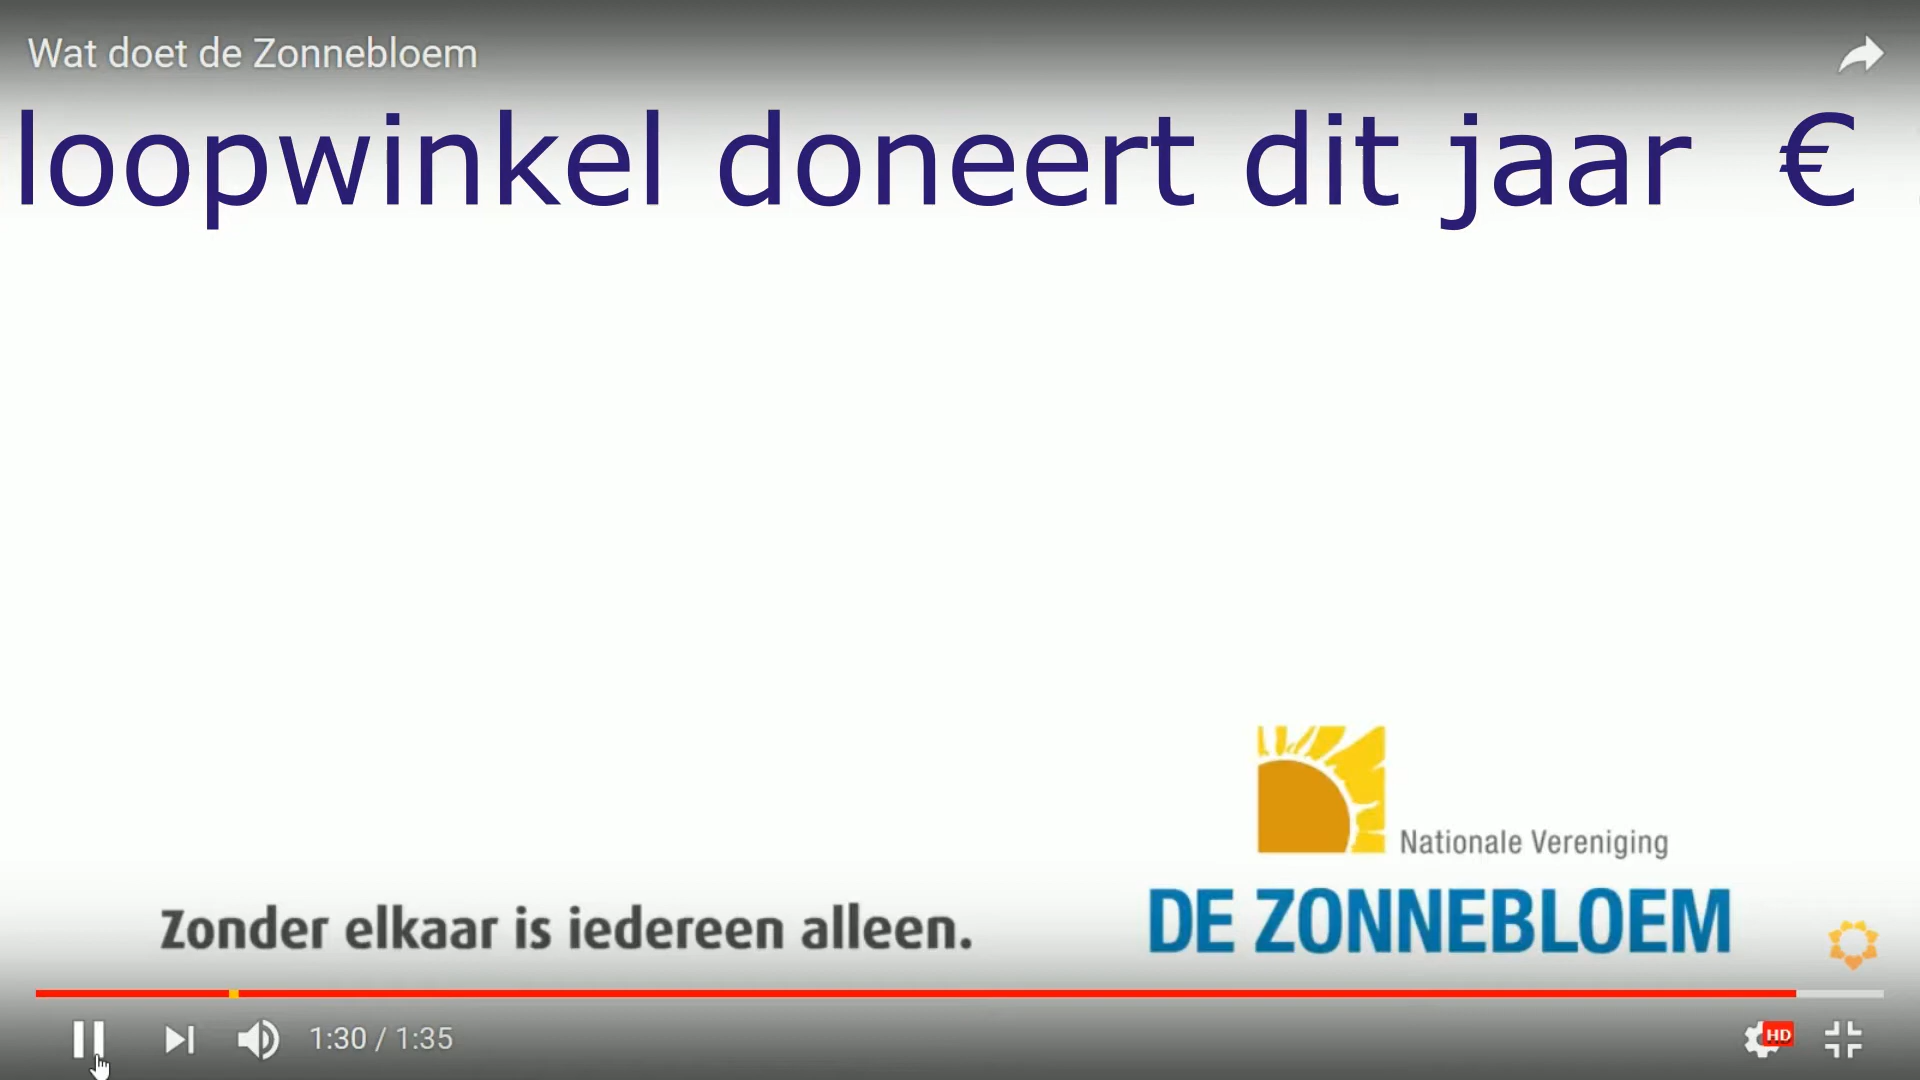 Wat doet de Zonnebloem
loopwinkel doneert dit jaar €
Nationale Vereniging
DE ZONNEBLOEM
Zonder elkaar is iedereen alleen.
1:30 / 1:35
HD